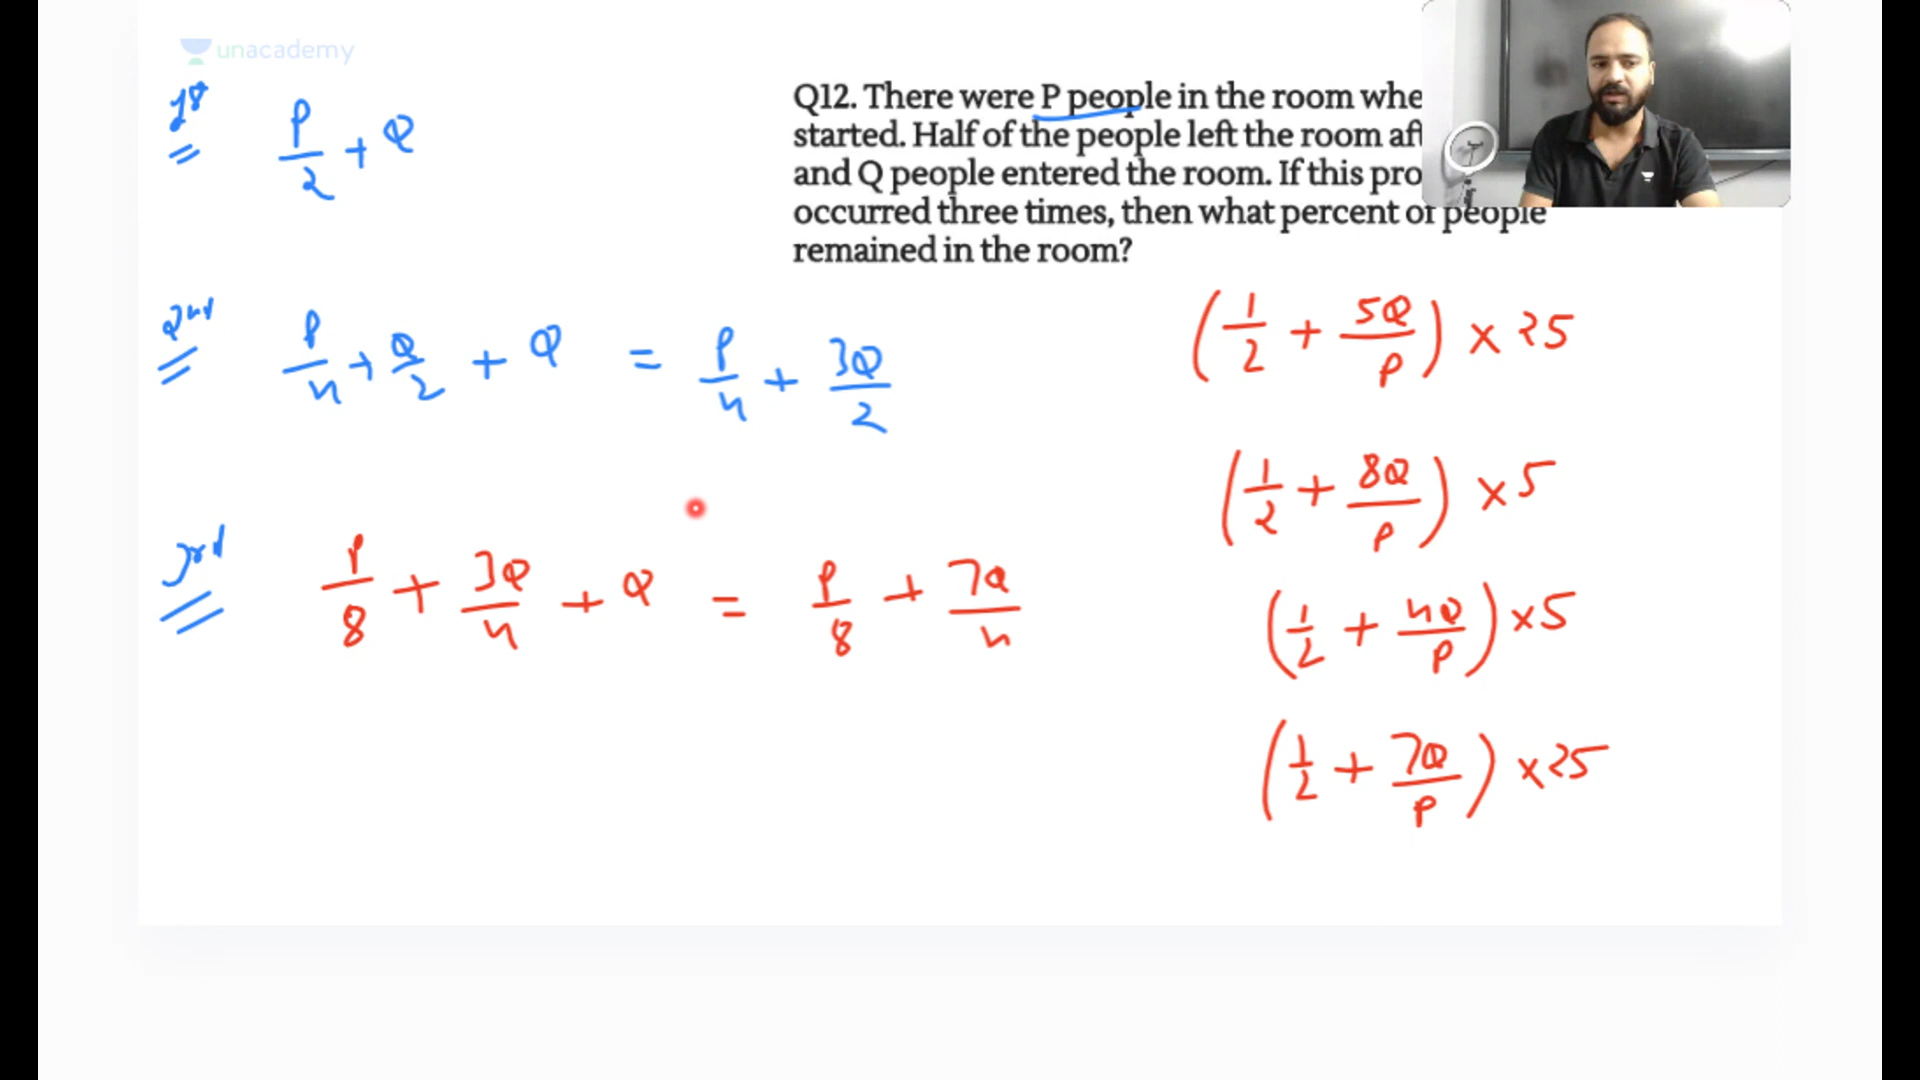 unacademy
Q12. There were P people in the room whe
started. Half of the people left the room aft
and Q people entered the room. If this pro
occurred three times, then what percent of people
remained in the room?
1st P/2 + Q
2nd P/4 + Q/2 + Q = P/4 + 3Q/2
3rd P/8 + 3Q/4 + Q = P/8 + 7Q/4
(1/2 + 5Q/P) × 25
(1/2 + 8Q/P) × 5
(1/2 + 4Q/P) × 5
(1/2 + 7Q/P) × 25